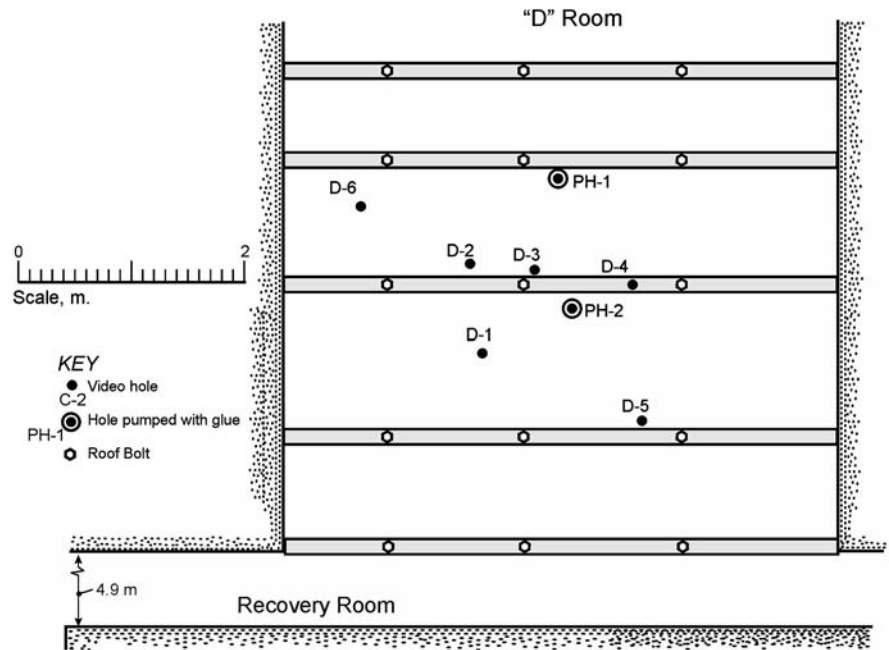 “D” Room
PH-1
D-6
D-2
D-3
D-4
0 2
Scale, m.
PH-2
D-1
KEY
Video hole
C-2
Hole pumped with glue
PH-1
Roof Bolt
D-5
4.9 m
Recovery Room